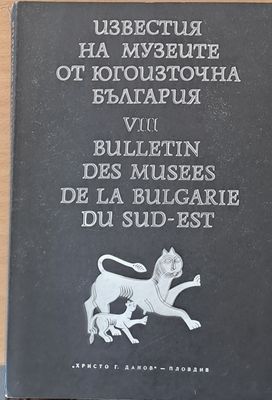 ИЗВЕСТИЯ
НА МУЗЕИТЕ
ОТ ЮГОИЗТОЧНА
БЪЛГАРИЯ
VIII
BULLETIN
DES MUSEES
DE LA BULGARIE
DU SUD-EST
„ХРИСТО Г. ДАНОВ“ — ПЛОВДИВ